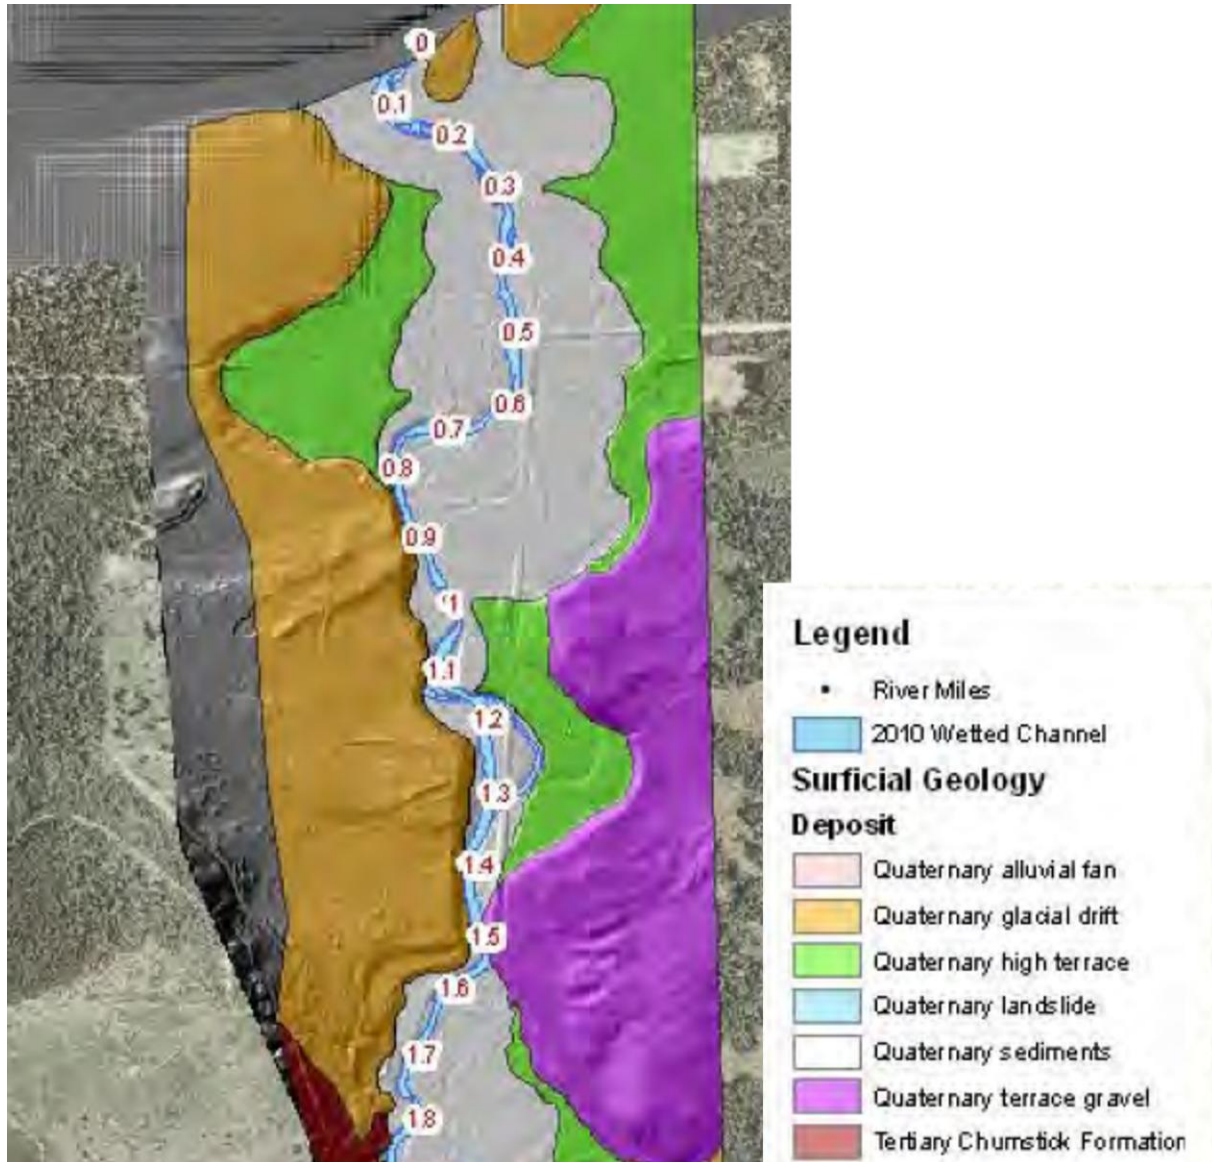 0
0.1
0.2
0.3
0.4
0.5
0.6
0.7
0.8
0.9
1
1.1
1.2
1.3
1.4
1.5
1.6
1.7
1.8
Legend
River Miles
2010 Wetted Channel
Surficial Geology
Deposit
Quaternary alluvial fan
Quaternary glacial drift
Quaternary high terrace
Quaternary landslide
Quaternary sediments
Quaternary terrace gravel
Tertiary Chumstick Formation